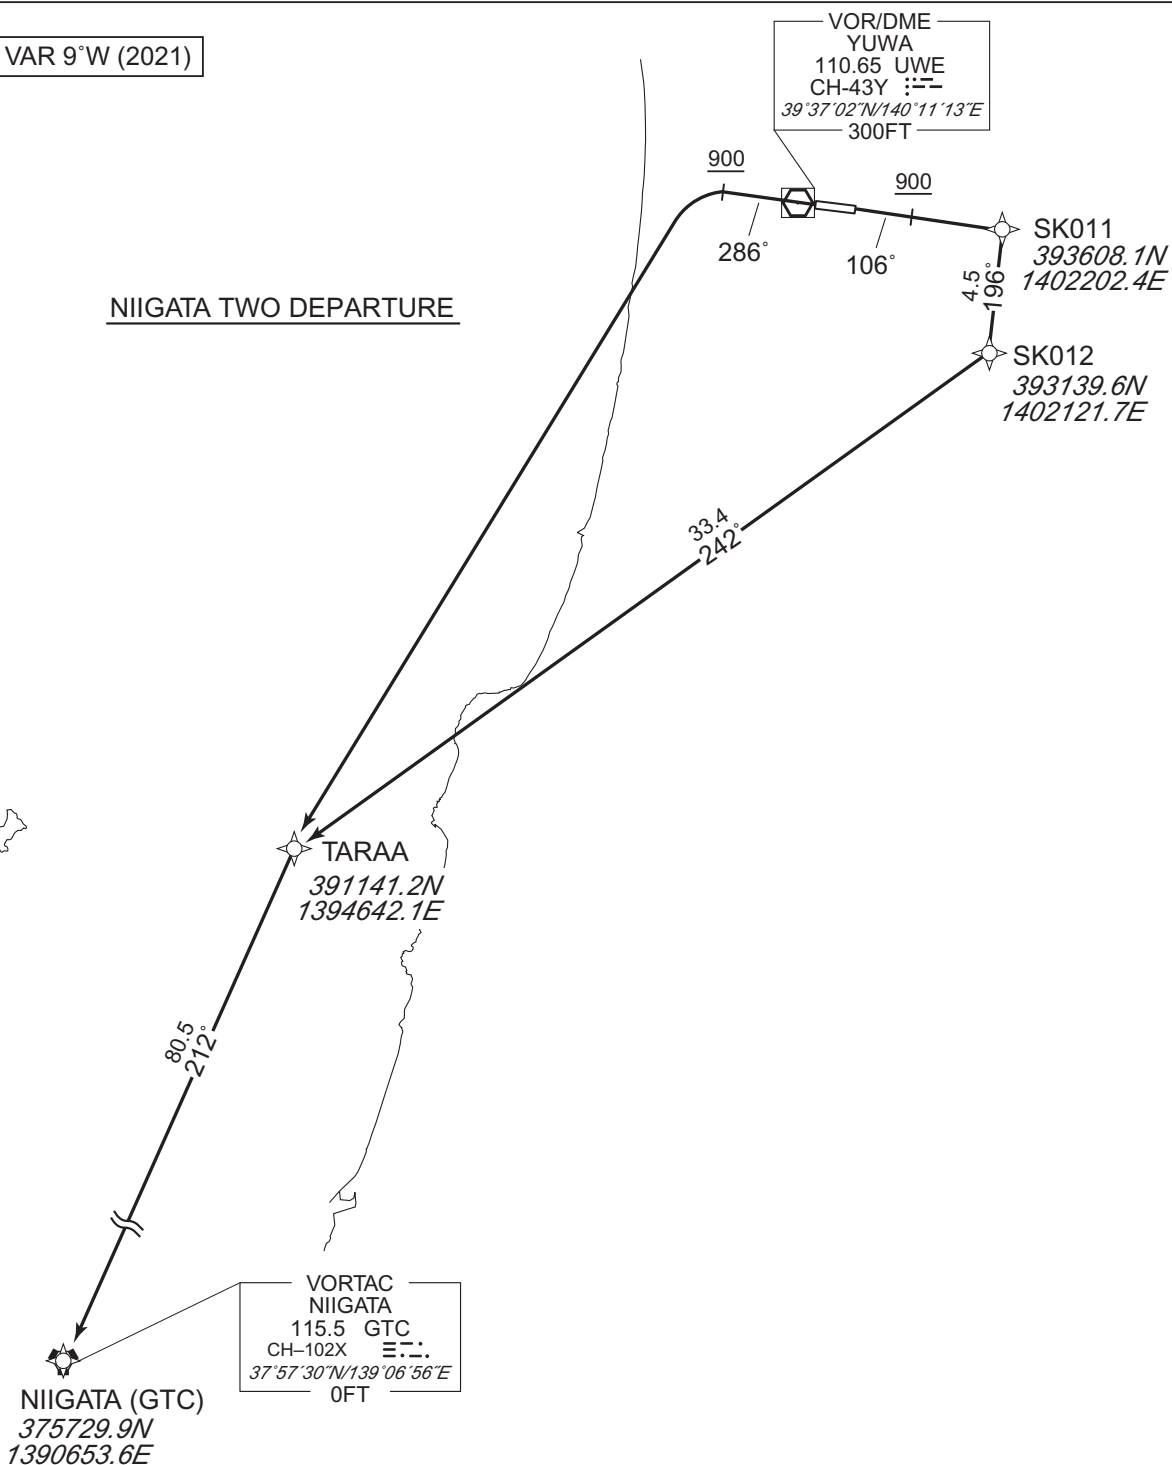 VAR 9°W (2021)
VOR/DME
YUWA
110.65 UWE
CH-43Y
39°37´02˝N/140°11´13˝E
300FT
900
900
286°
106°
SK011
393608.1N
1402202.4E
4.5
196°
NIIGATA TWO DEPARTURE
SK012
393139.6N
1402121.7E
33.4
242°
TARAA
391141.2N
1394642.1E
80.5
212°
VORTAC
NIIGATA
115.5 GTC
CH–102X
37°57´30˝N/139°06´56˝E
0FT
NIIGATA (GTC)
375729.9N
1390653.6E